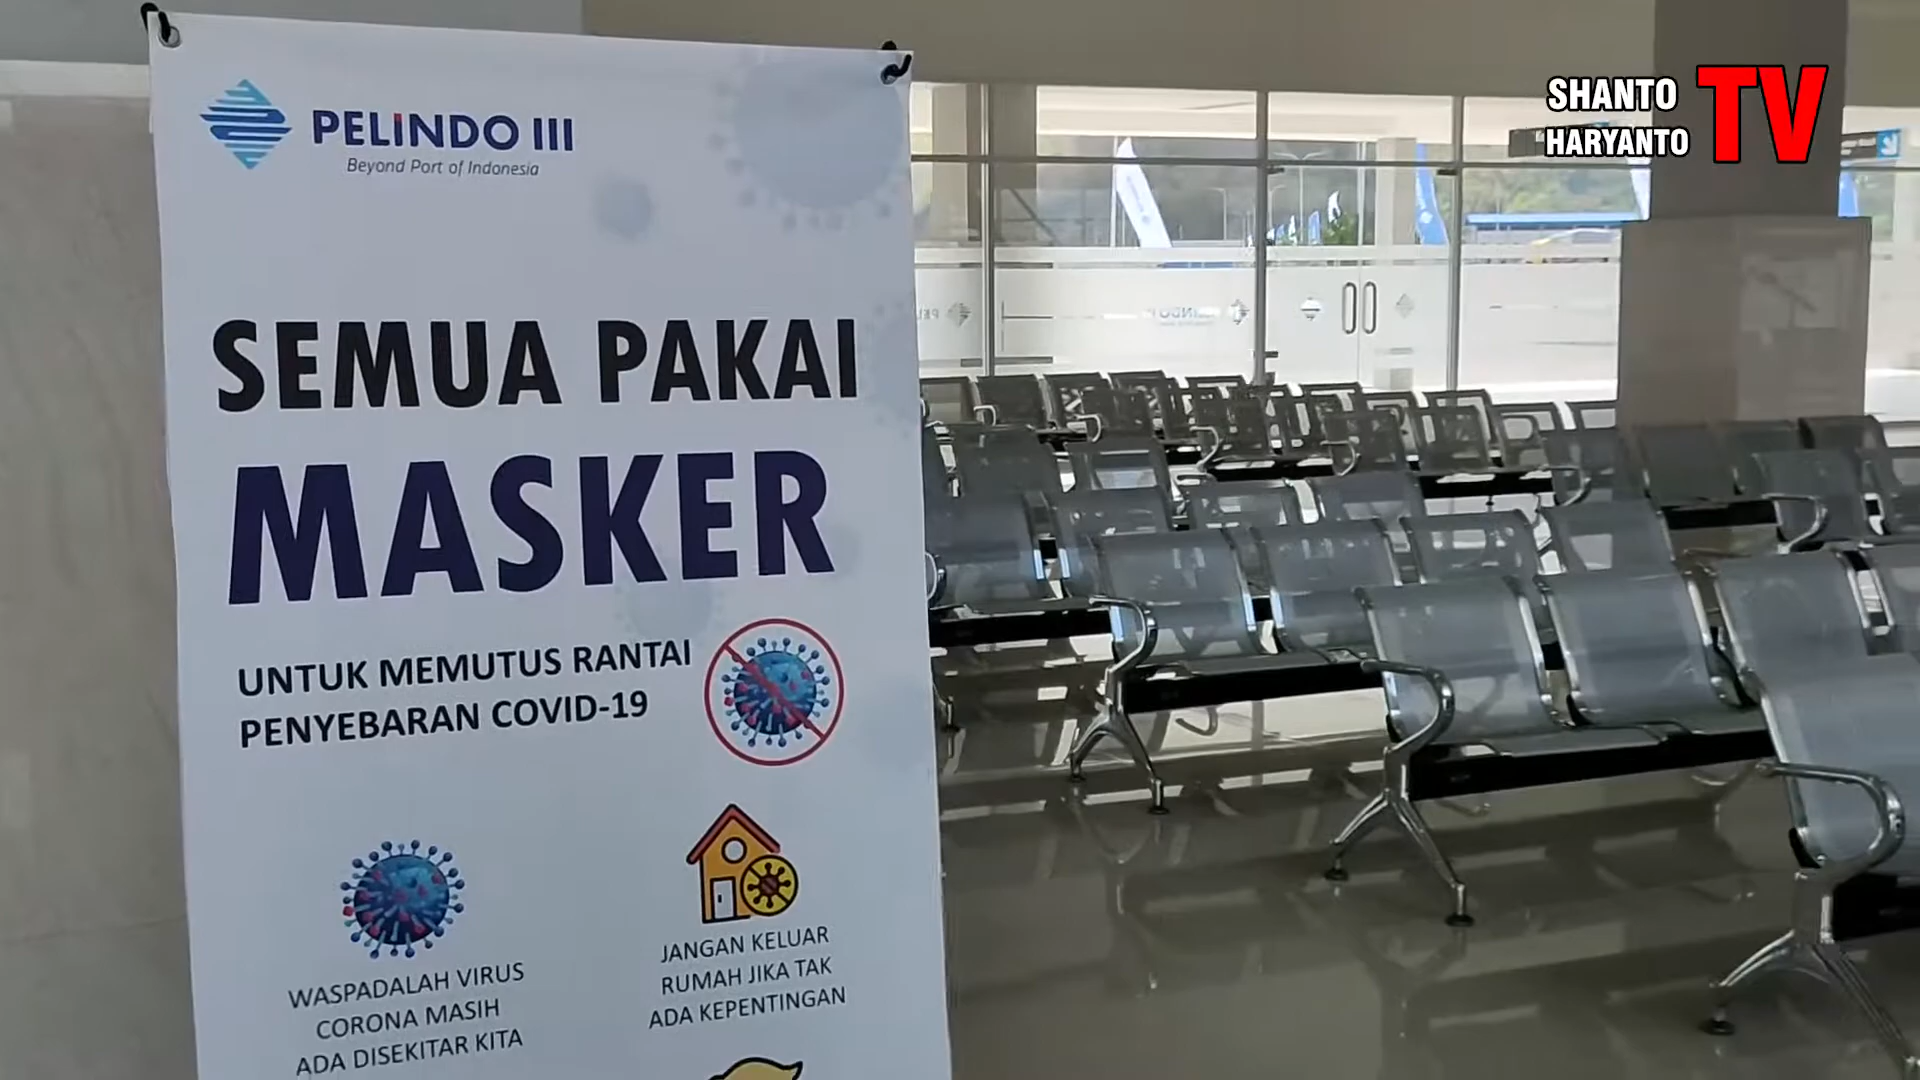 PELINDO III
Beyond Port of Indonesia
SEMUA PAKAI
MASKER
UNTUK MEMUTUS RANTAI
PENYEBARAN COVID-19
WASPADALAH VIRUS
CORONA MASIH
ADA DISEKITAR KITA
JANGAN KELUAR
RUMAH JIKA TAK
ADA KEPENTINGAN
SHANTO
HARYANTO
TV